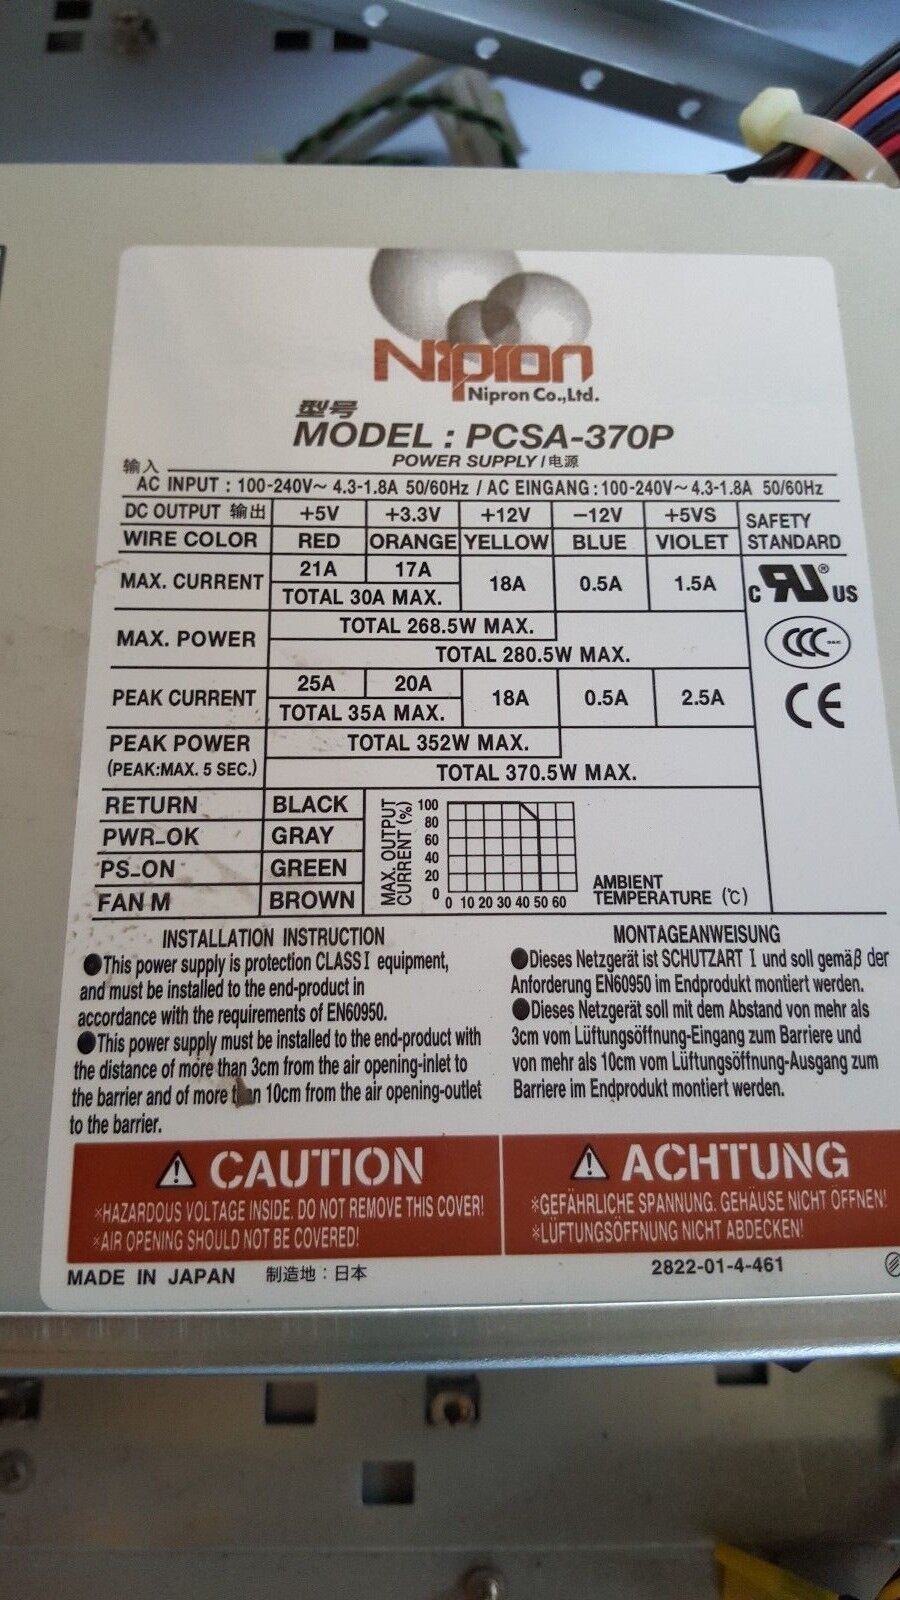 Nipron
Nipron Co.,Ltd.
型号
MODEL : PCSA-370P
POWER SUPPLY / 电源
输入
AC INPUT : 100-240V～ 4.3-1.8A 50/60Hz / AC EINGANG : 100-240V～ 4.3-1.8A 50/60Hz
DC OUTPUT 输出 +5V +3.3V +12V −12V +5VS SAFETY STANDARD
WIRE COLOR RED ORANGE YELLOW BLUE VIOLET
MAX. CURRENT 21A 17A 18A 0.5A 1.5A
TOTAL 30A MAX.
C RU ® US
MAX. POWER TOTAL 268.5W MAX.
TOTAL 280.5W MAX.
CCC
PEAK CURRENT 25A 20A 18A 0.5A 2.5A
TOTAL 35A MAX.
CE
PEAK POWER TOTAL 352W MAX.
(PEAK:MAX. 5 SEC.) TOTAL 370.5W MAX.
RETURN BLACK
PWR_OK GRAY
PS_ON GREEN
FAN M BROWN
MAX. OUTPUT
CURRENT (%)
100
80
60
40
20
0
0 10 20 30 40 50 60
AMBIENT
TEMPERATURE (℃)
INSTALLATION INSTRUCTION
●This power supply is protection CLASS I equipment,
and must be installed to the end-product in
accordance with the requirements of EN60950.
●This power supply must be installed to the end-product with
the distance of more than 3cm from the air opening-inlet to
the barrier and of more than 10cm from the air opening-outlet
to the barrier.
MONTAGEANWEISUNG
●Dieses Netzgerät ist SCHUTZART I und soll gemäβ der
Anforderung EN60950 im Endprodukt montiert werden.
●Dieses Netzgerät soll mit dem Abstand von mehr als
3cm vom Lüftungsöffnung-Eingang zum Barriere und
von mehr als 10cm vom Lüftungsöffnung-Ausgang zum
Barriere im Endprodukt montiert werden.
⚠ CAUTION
※HAZARDOUS VOLTAGE INSIDE. DO NOT REMOVE THIS COVER!
※AIR OPENING SHOULD NOT BE COVERED!
⚠ ACHTUNG
※GEFÄHRLICHE SPANNUNG. GEHÄUSE NICHT ÖFFNEN!
※LÜFTUNGSÖFFNUNG NICHT ABDECKEN!
MADE IN JAPAN 制造地：日本
2822-01-4-461